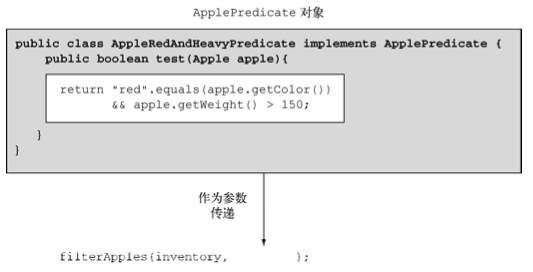 ApplePredicate 对象
public class AppleRedAndHeavyPredicate implements ApplePredicate {
public boolean test(Apple apple){
return "red".equals(apple.getColor())
&& apple.getWeight() > 150;
}
}
作为参数
传递
filterApples(inventory, );